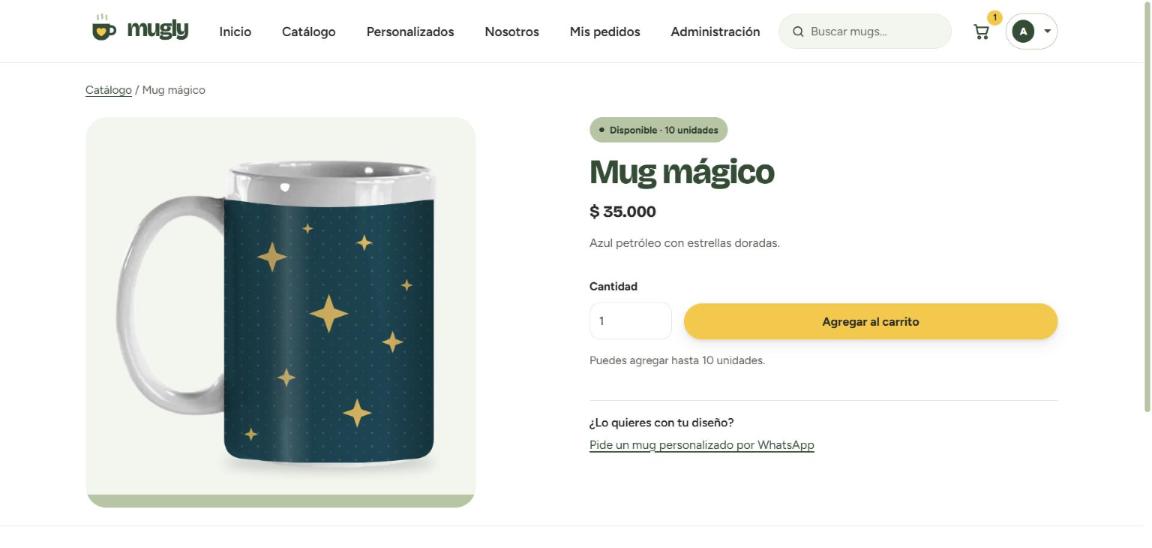 mugly
Inicio
Catálogo
Personalizados
Nosotros
Mis pedidos
Administración
Buscar mugs...
1
A
Catálogo / Mug mágico
Disponible · 10 unidades
Mug mágico
$ 35.000
Azul petróleo con estrellas doradas.
Cantidad
1
Agregar al carrito
Puedes agregar hasta 10 unidades.
¿Lo quieres con tu diseño?
Pide un mug personalizado por WhatsApp